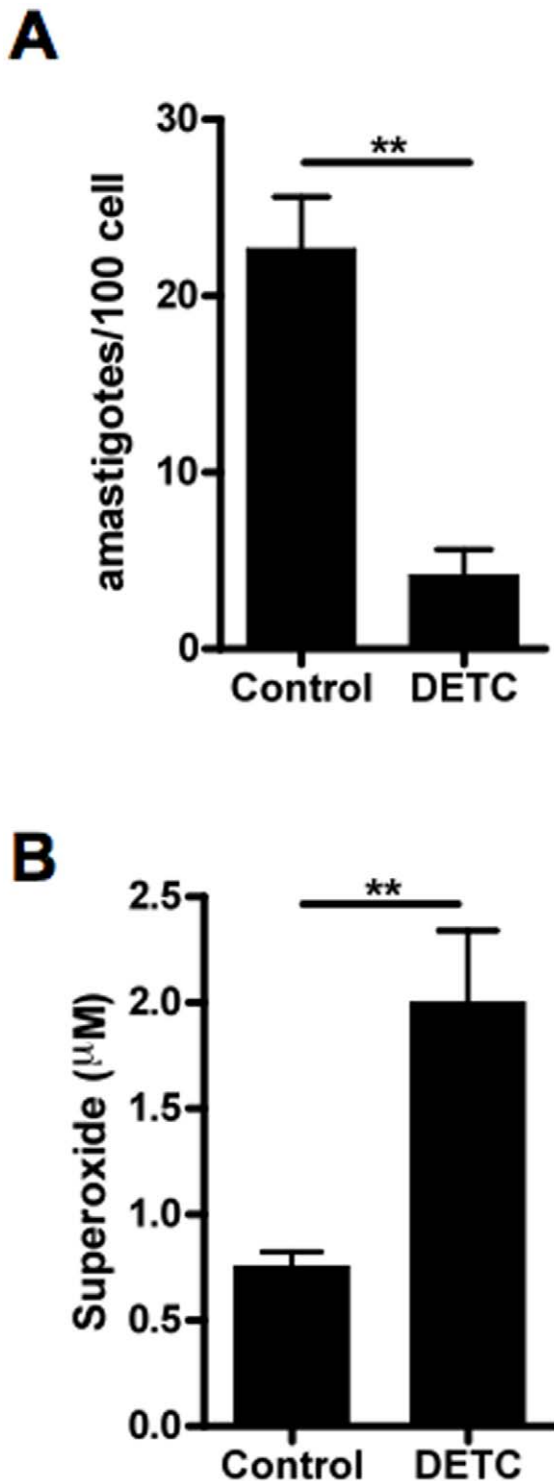 A
amastigotes/100 cell
30
20
10
0
**
Control DETC
B
Superoxide (μM)
2.5
2.0
1.5
1.0
0.5
0.0
**
Control DETC